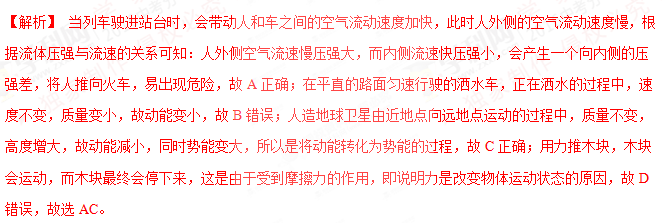 【解析】 当列车驶进站台时，会带动人和车之间的空气流动速度加快，此时人外侧的空气流动速度慢，根
据流体压强与流速的关系可知：人外侧空气流速慢压强大，而内侧流速快压强小，会产生一个向内侧的压
强差，将人推向火车，易出现危险，故 A 正确；在平直的路面匀速行驶的洒水车，正在洒水的过程中，速
度不变，质量变小，故动能变小，故 B 错误；人造地球卫星由近地点向远地点运动的过程中，质量不变，
高度增大，故动能减小，同时势能变大，所以是将动能转化为势能的过程，故 C 正确；用力推木块，木块
会运动，而木块最终会停下来，这是由于受到摩擦力的作用，即说明力是改变物体运动状态的原因，故 D
错误，故选 AC。